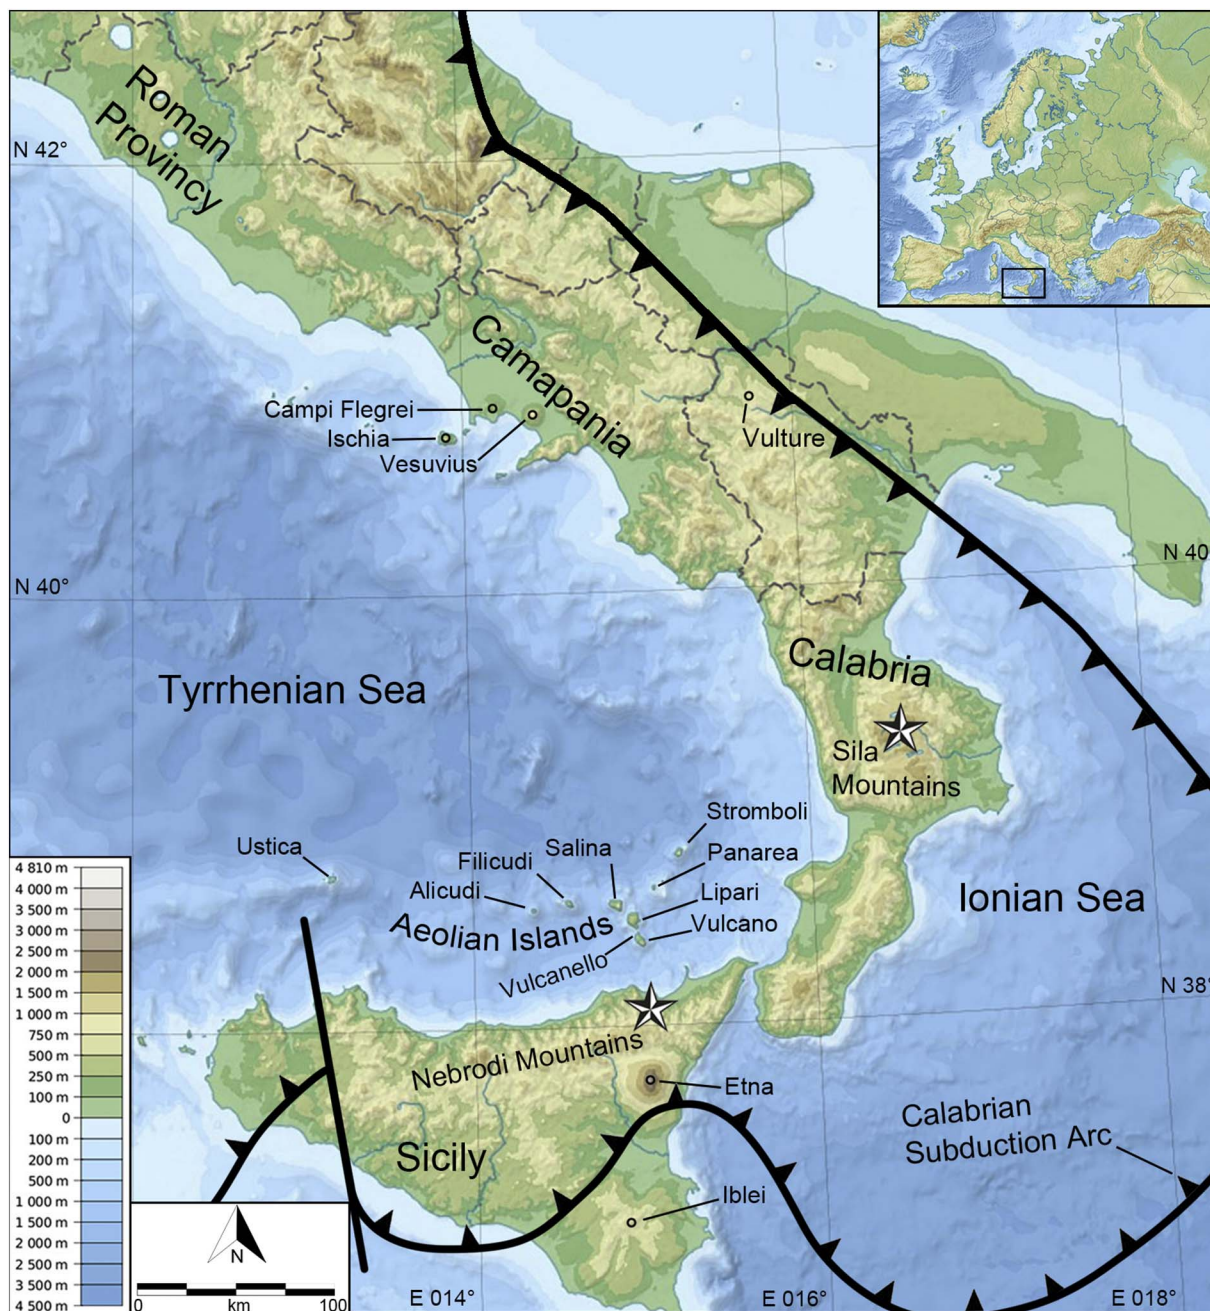 Roman
Provincy
N 42°
Camapania
Campi Flegrei
Ischia
Vesuvius
Vulture
N 40°
N 40°
Calabria
Tyrrhenian Sea
Sila
Mountains
Stromboli
Ustica
Salina
Panarea
Filicudi
Alicudi
Lipari
Aeolian Islands
Vulcano
Vulcanello
Ionian Sea
N 38°
Nebrodi Mountains
Etna
Calabrian
Subduction Arc
Sicily
Iblei
4 810 m
4 000 m
3 500 m
3 000 m
2 500 m
2 000 m
1 500 m
1 000 m
750 m
500 m
250 m
100 m
0
100 m
200 m
500 m
1 000 m
1 500 m
2 000 m
2 500 m
3 000 m
3 500 m
4 500 m
N
0 km 100
E 014°
E 016°
E 018°